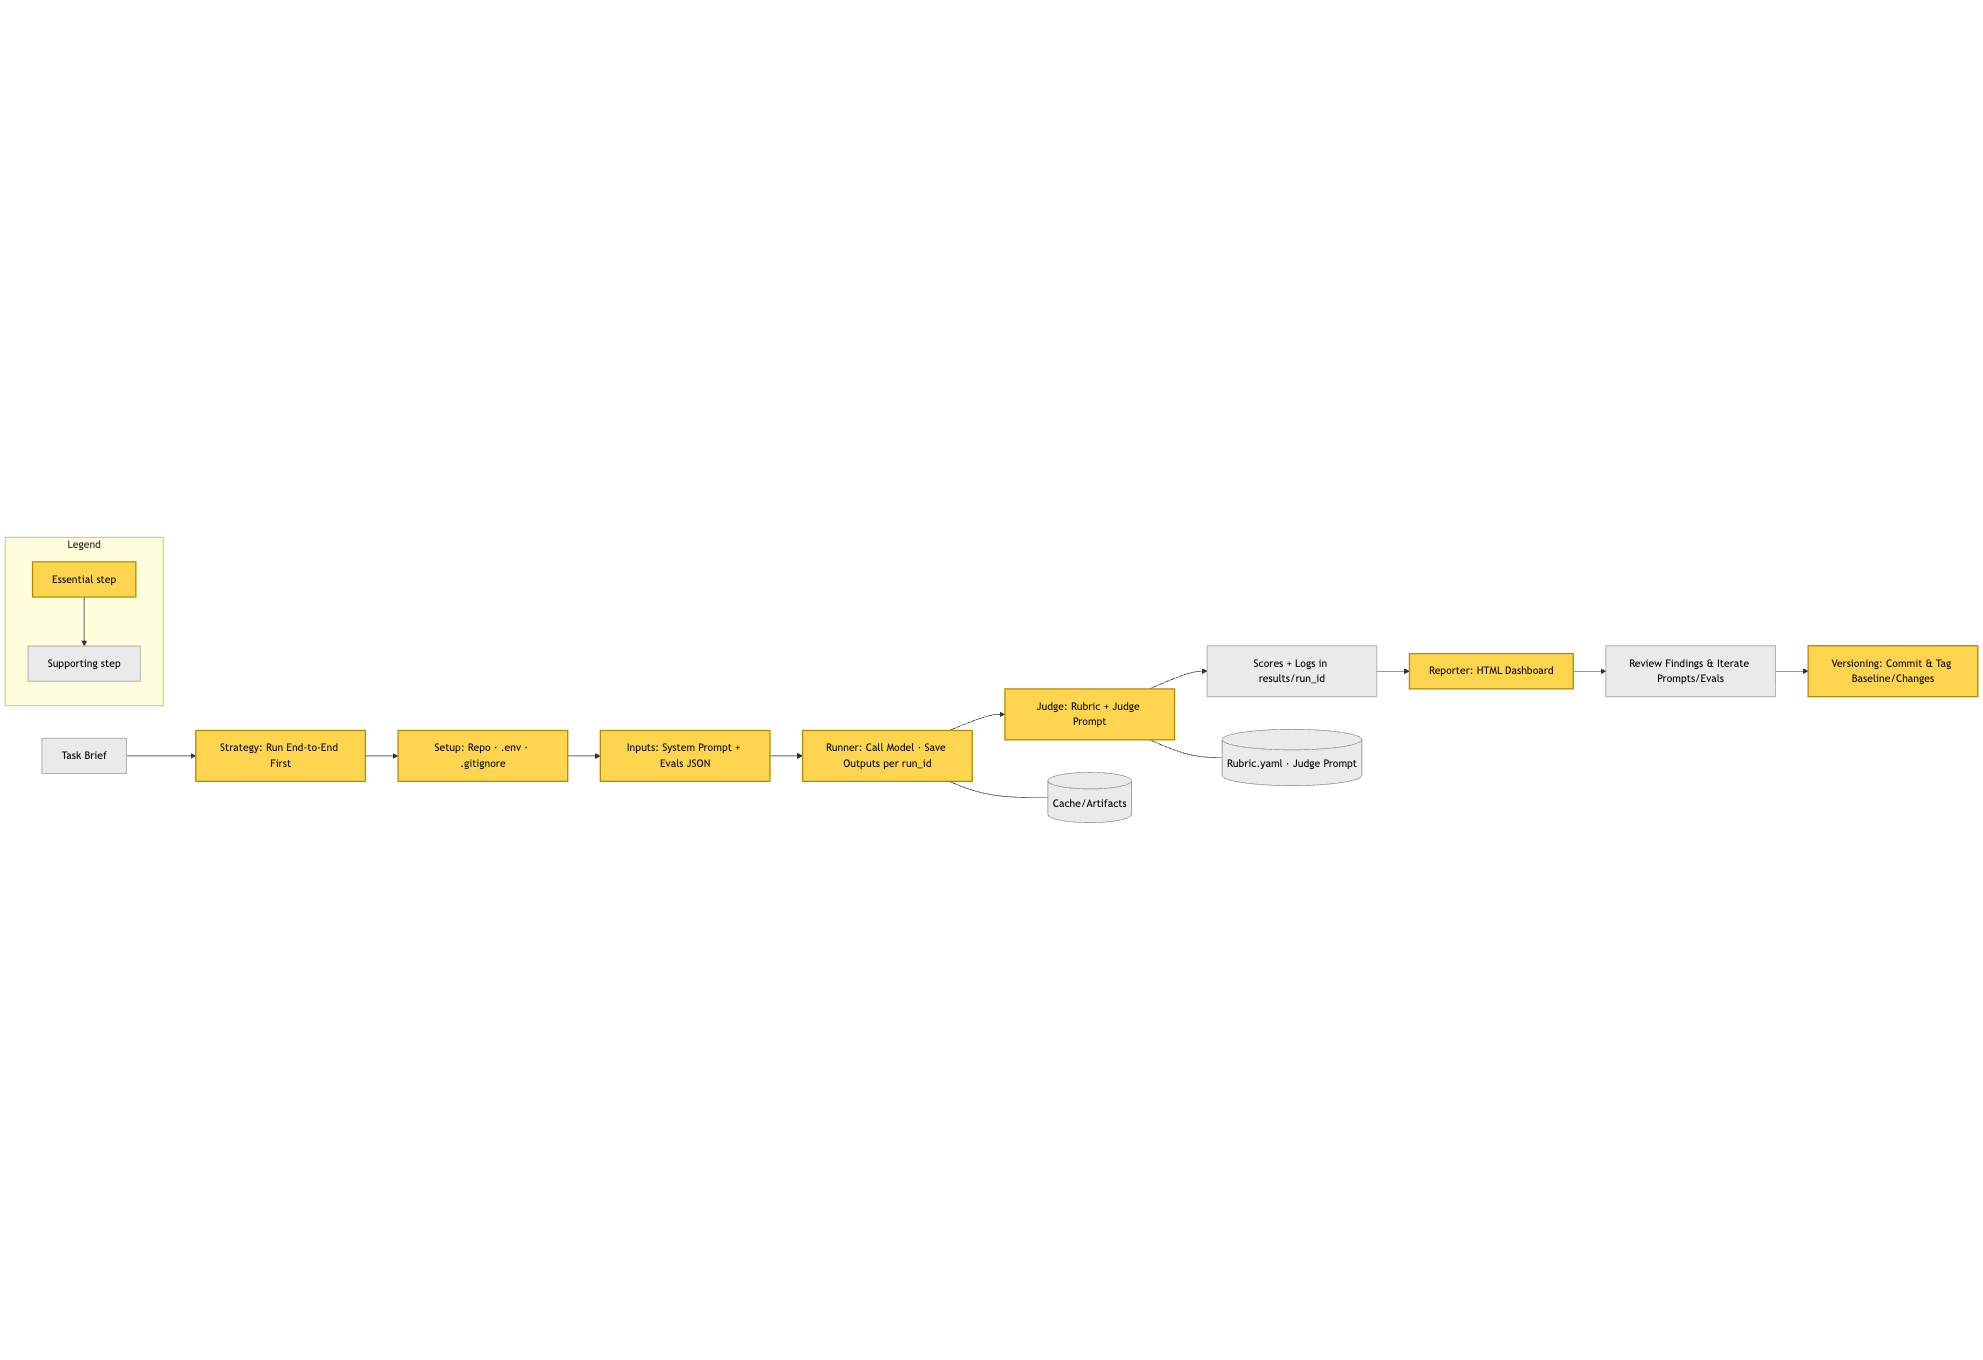 Legend
Essential step
Supporting step
Task Brief
Strategy: Run End-to-End
First
Setup: Repo · .env ·
.gitignore
Inputs: System Prompt +
Evals JSON
Runner: Call Model · Save
Outputs per run_id
Judge: Rubric + Judge
Prompt
Cache/Artifacts
Scores + Logs in
results/run_id
Rubric.yaml · Judge Prompt
Reporter: HTML Dashboard
Review Findings & Iterate
Prompts/Evals
Versioning: Commit & Tag
Baseline/Changes